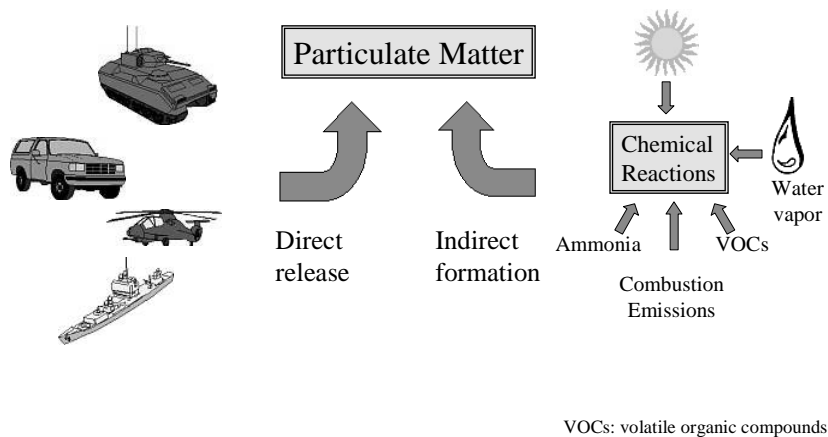 Particulate Matter
Chemical
Reactions
Water
vapor
Direct
release
Indirect
formation
Ammonia
VOCs
Combustion
Emissions
VOCs: volatile organic compounds